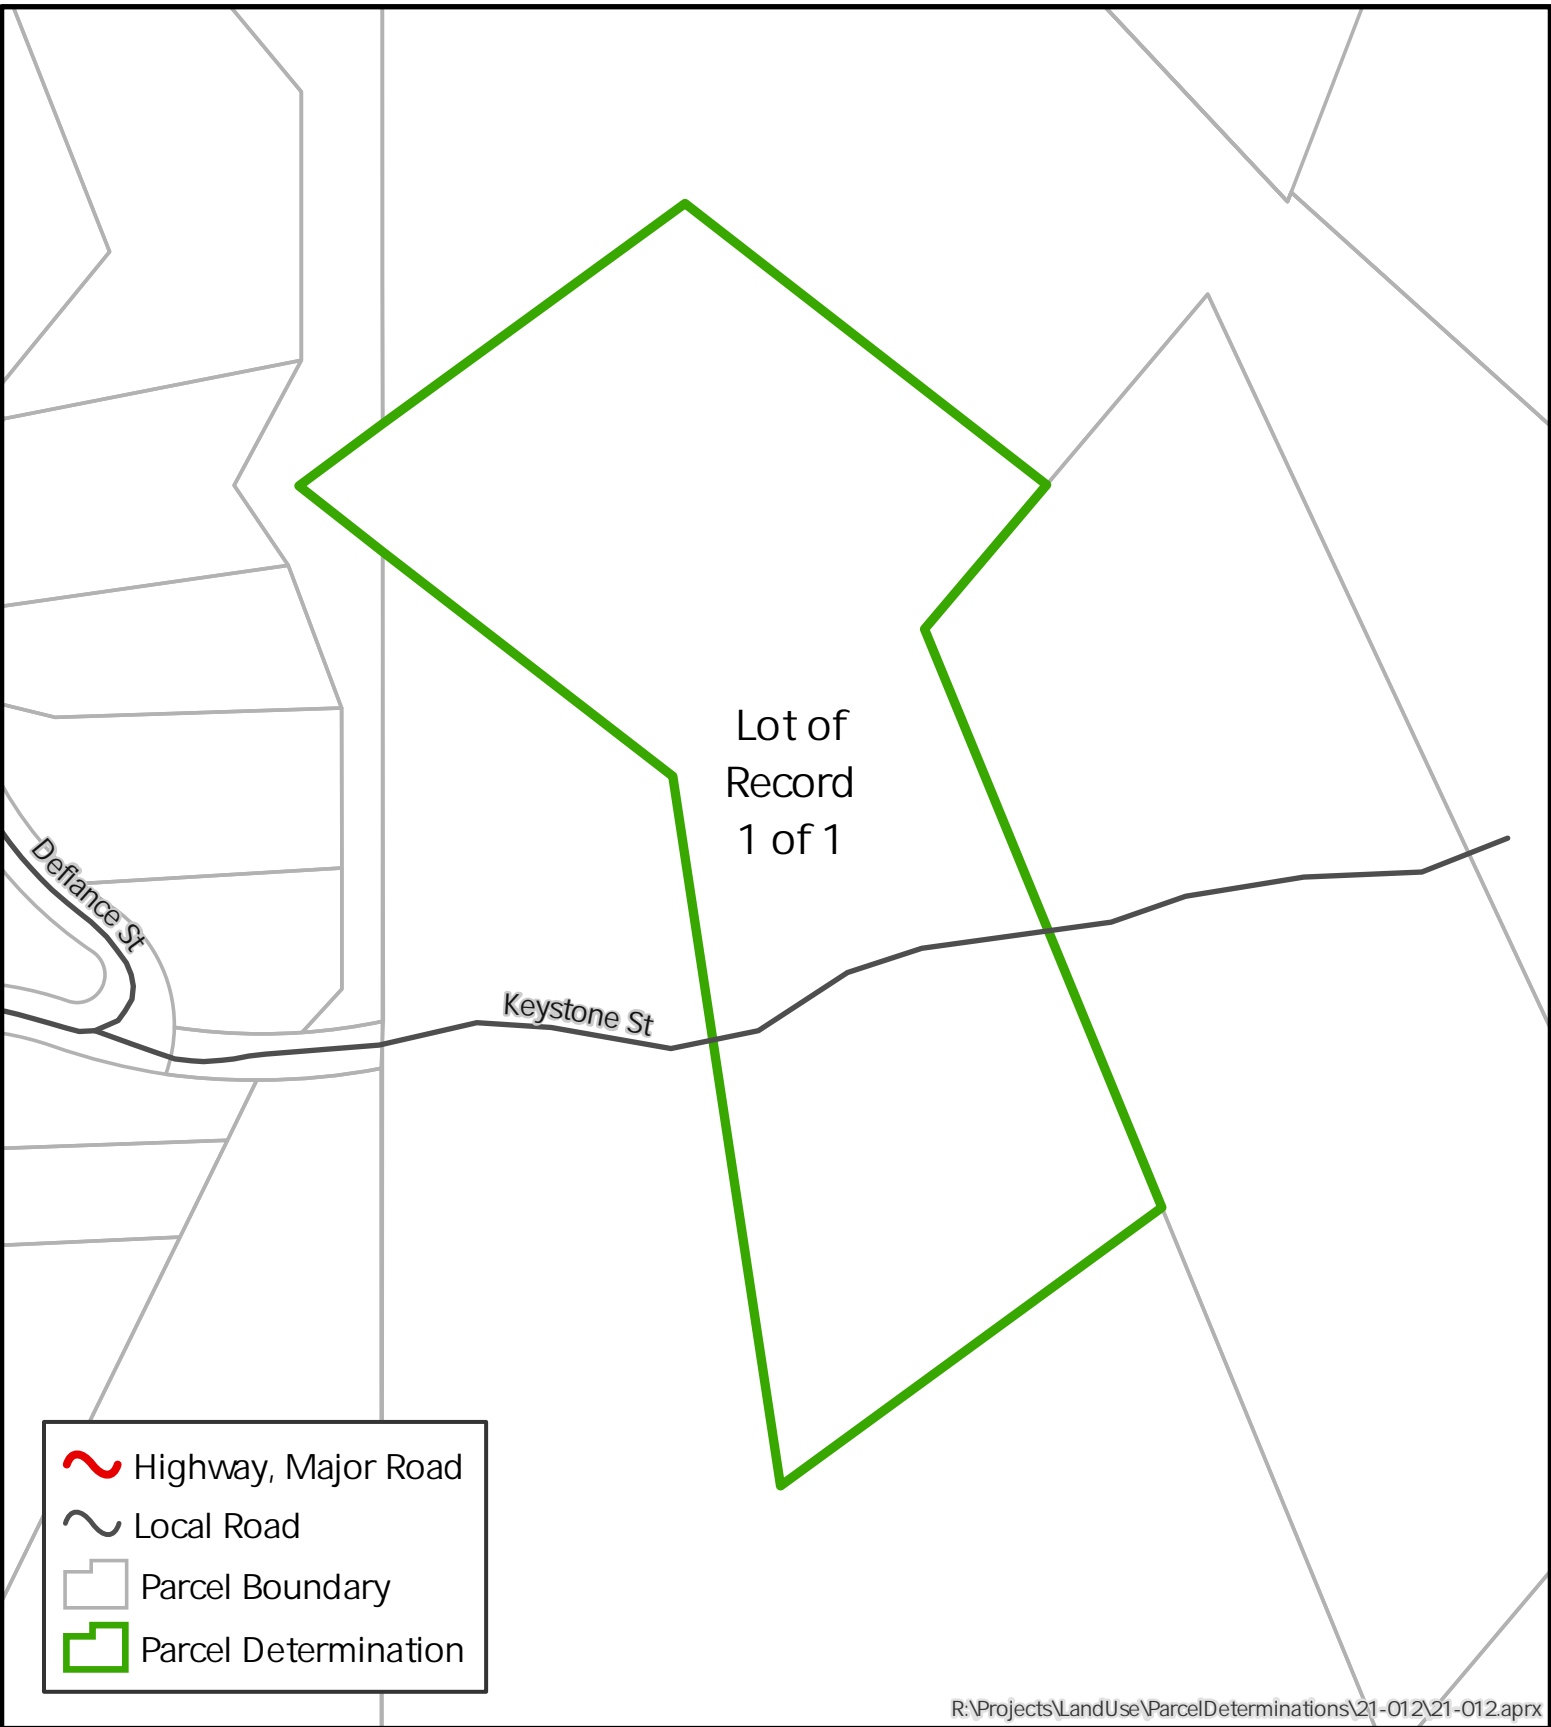 Lot of
Record
1 of 1
Defiance St
Keystone St
Highway, Major Road
Local Road
Parcel Boundary
Parcel Determination
R:\Projects\LandUse\ParcelDeterminations\21-012\21-012.aprx